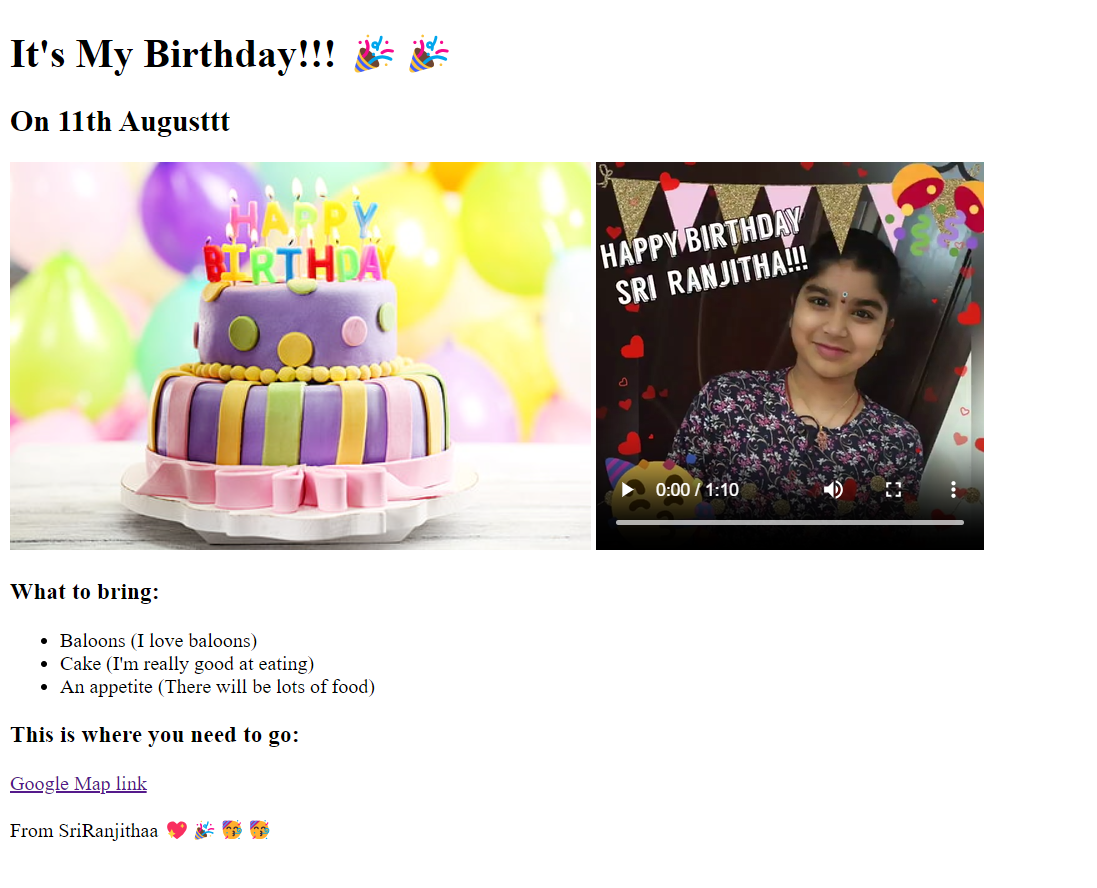 It's My Birthday!!! 🎉 🎉
On 11th Augusttt
HAPPY
BIRTHDAY
HAPPY BIRTHDAY
SRI RANJITHA!!!
0:00 / 1:10
What to bring:
• Baloons (I love baloons)
• Cake (I'm really good at eating)
• An appetite (There will be lots of food)
This is where you need to go:
Google Map link
From SriRanjithaa 💖 🎉 🥳 🥳